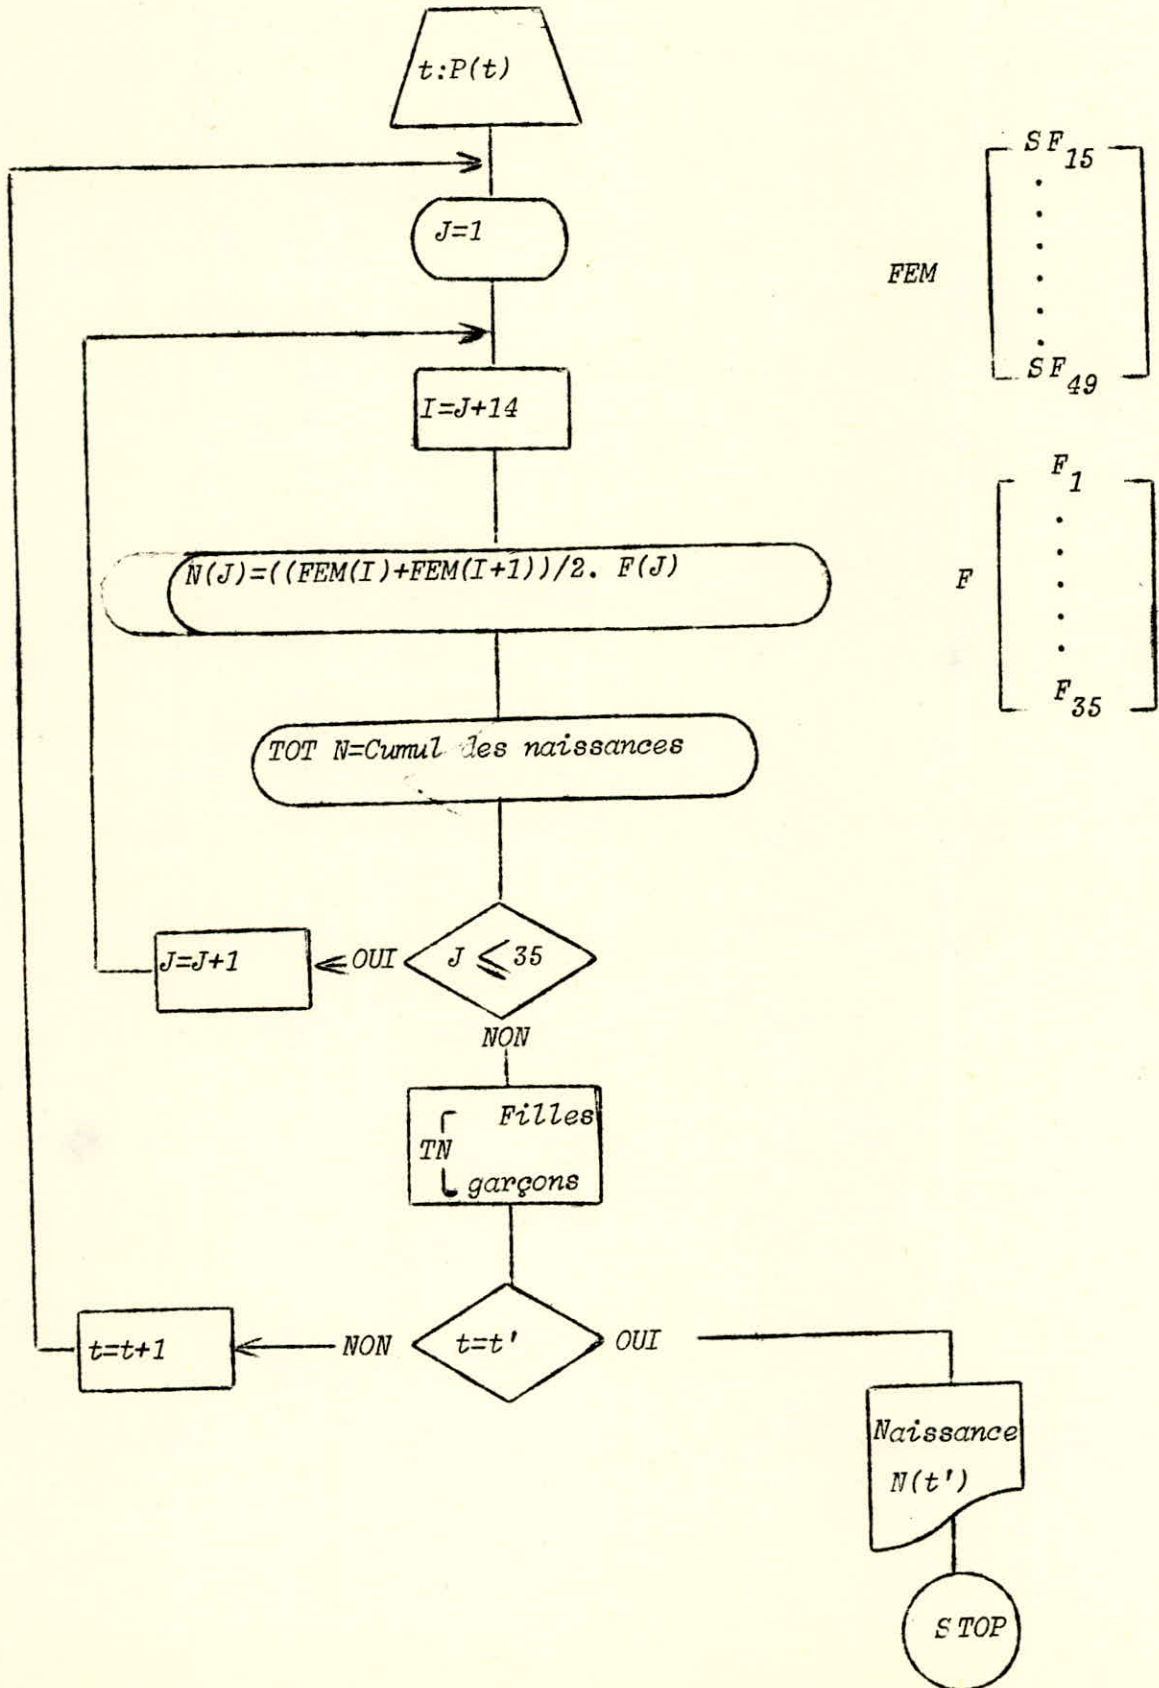 t:P(t)
J=1
I=J+14
N(J)=((FEM(I)+FEM(I+1))/2. F(J)
TOT N=Cumul des naissances
J ≤ 35
OUI
J=J+1
NON
Filles
TN
garçons
t=t'
NON
t=t+1
OUI
Naissance
N(t')
STOP
SF15
FEM
SF49
F1
F
F35